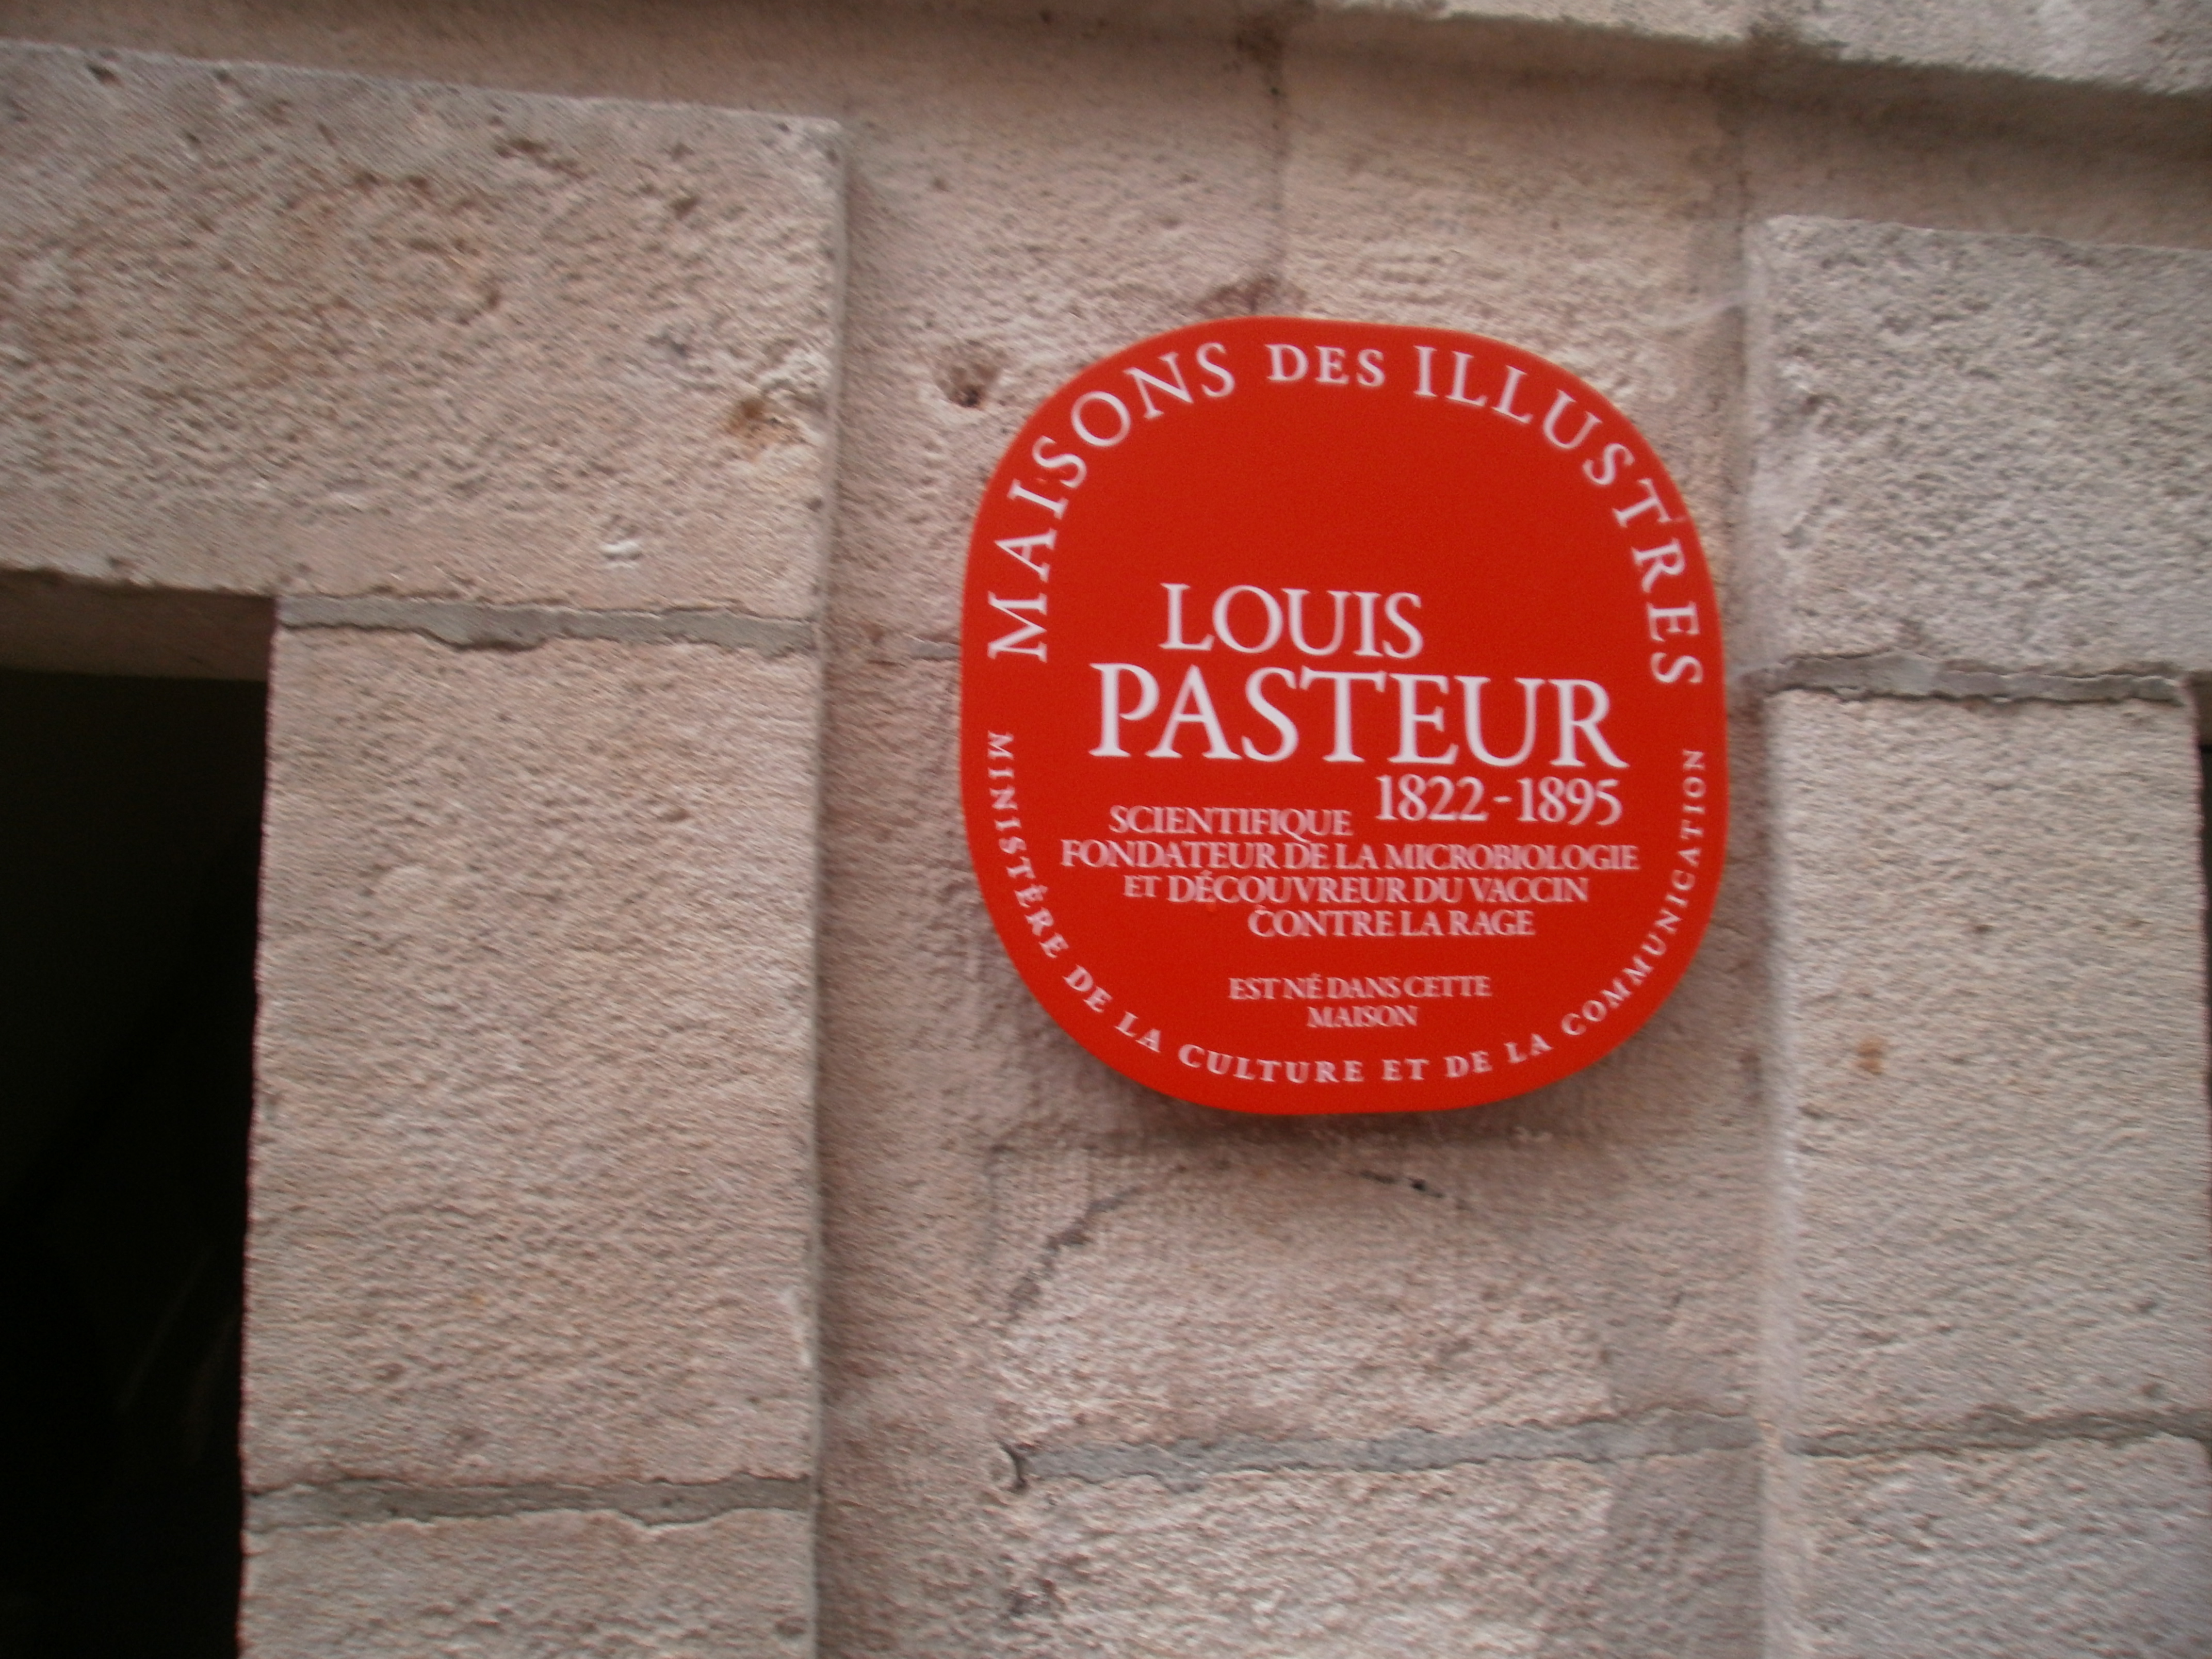 MAISONS DES ILLUSTRES
LOUIS
PASTEUR
1822-1895
SCIENTIFIQUE
FONDATEUR DE LA MICROBIOLOGIE
ET DÉCOUVREUR DU VACCIN
CONTRE LA RAGE
EST NÉ DANS CETTE
MAISON
MINISTÈRE DE LA CULTURE ET DE LA COMMUNICATION